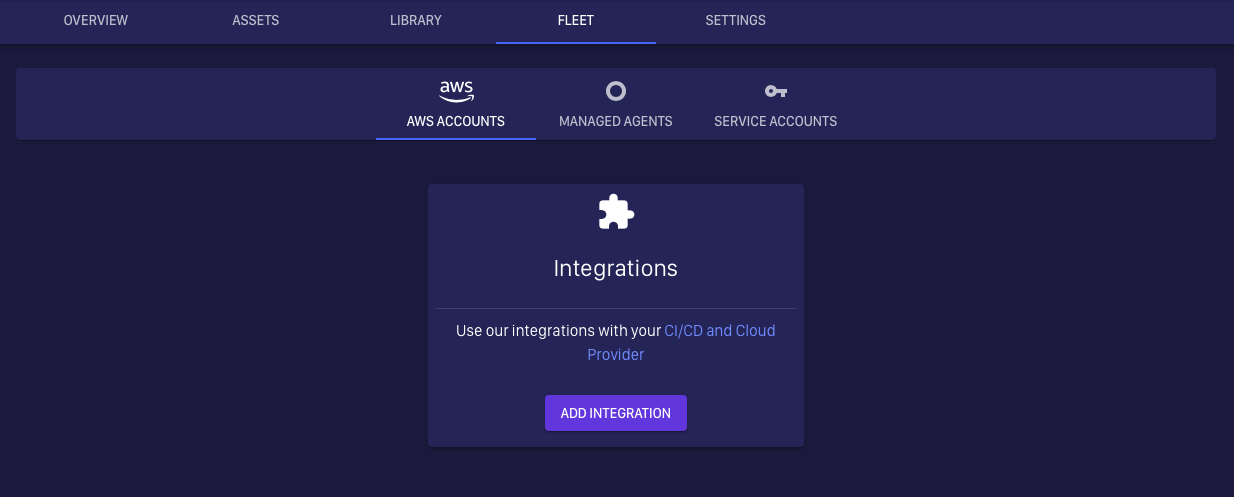 OVERVIEW ASSETS LIBRARY FLEET SETTINGS
aws
AWS ACCOUNTS MANAGED AGENTS SERVICE ACCOUNTS
Integrations
Use our integrations with your CI/CD and Cloud
Provider
ADD INTEGRATION